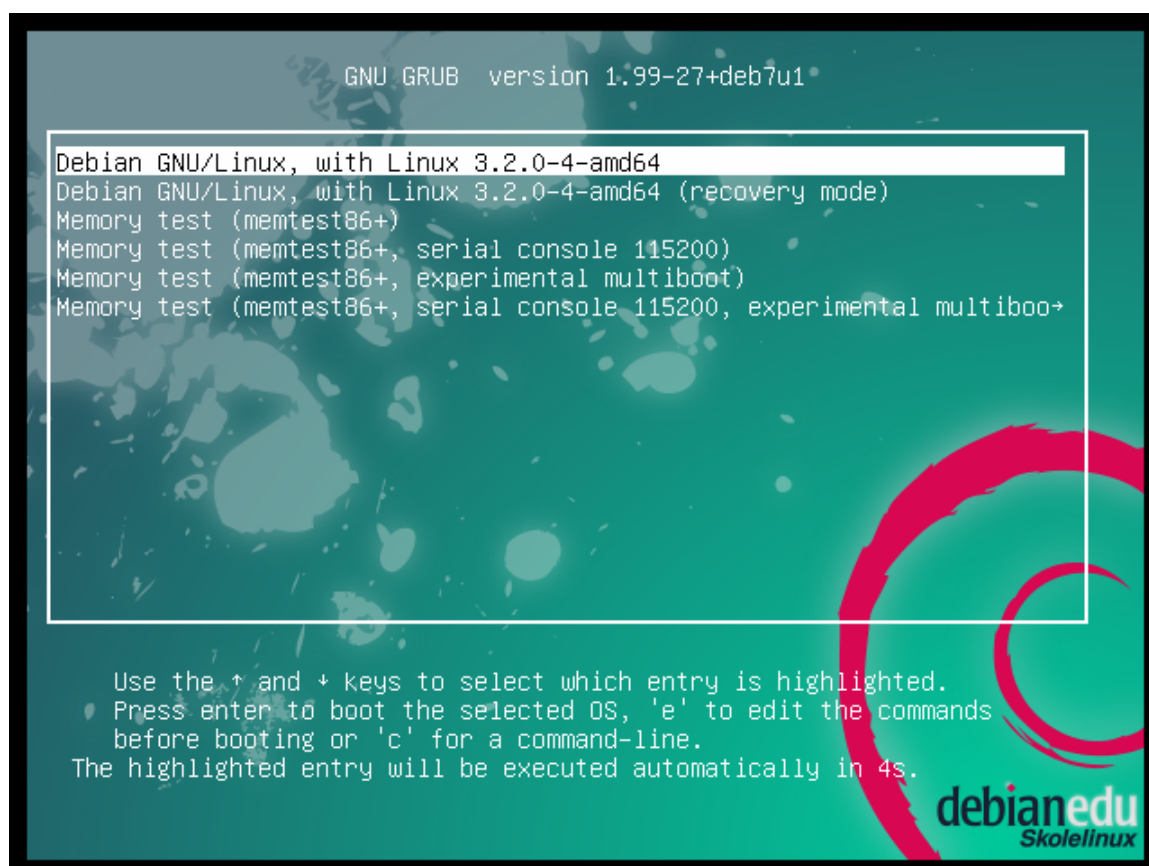 GNU GRUB  version 1.99-27+deb7u1
Debian GNU/Linux, with Linux 3.2.0-4-amd64
Debian GNU/Linux, with Linux 3.2.0-4-amd64 (recovery mode)
Memory test (memtest86+)
Memory test (memtest86+, serial console 115200)
Memory test (memtest86+, experimental multiboot)
Memory test (memtest86+, serial console 115200, experimental multiboo→
Use the ↑ and ↓ keys to select which entry is highlighted.
Press enter to boot the selected OS, 'e' to edit the commands
before booting or 'c' for a command-line.
The highlighted entry will be executed automatically in 4s.
debianedu
Skolelinux